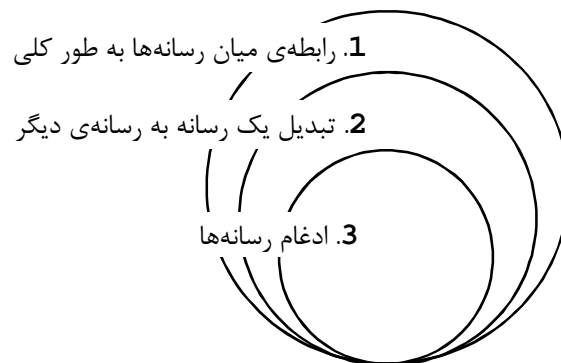 1. رابطه‌ی میان رسانه‌ها به طور کلی
2. تبدیل یک رسانه به رسانه‌ی دیگر
3. ادغام رسانه‌ها